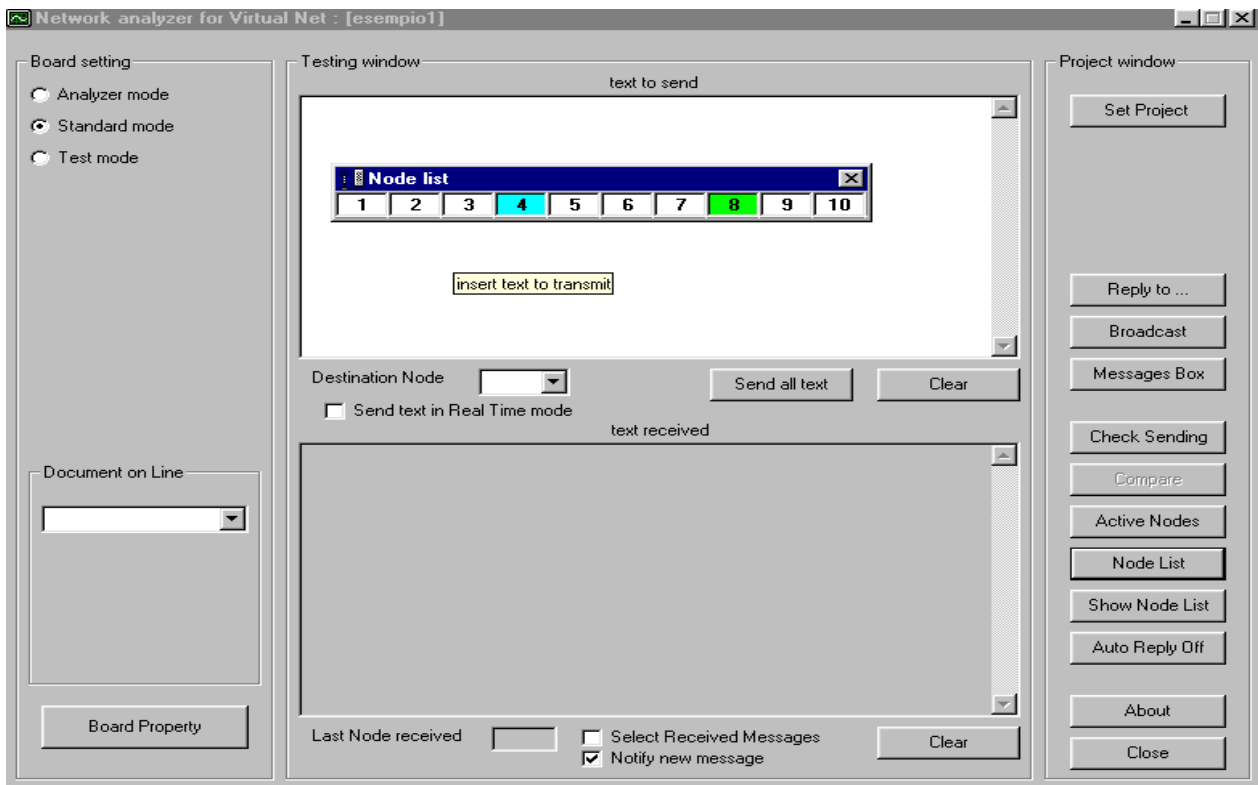 Network analyzer for Virtual Net : [esempio1]
Board setting
Analyzer mode
Standard mode
Test mode
Document on Line
Board Property
Testing window
text to send
Node list
1 2 3 4 5 6 7 8 9 10
insert text to transmit
Destination Node
Send all text
Clear
Send text in Real Time mode
text received
Last Node received
Select Received Messages
Notify new message
Clear
Project window
Set Project
Reply to ...
Broadcast
Messages Box
Check Sending
Compare
Active Nodes
Node List
Show Node List
Auto Reply Off
About
Close